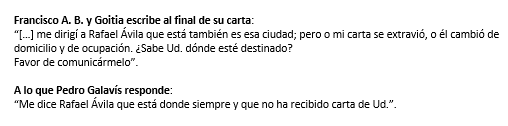 Francisco A. B. y Goitia escribe al final de su carta:
“[...] me dirigí a Rafael Ávila que está también es esa ciudad; pero o mi carta se extravió, o él cambió de
domicilio y de ocupación. ¿Sabe Ud. dónde esté destinado?
Favor de comunicármelo”.
A lo que Pedro Galavís responde:
“Me dice Rafael Ávila que está donde siempre y que no ha recibido carta de Ud.”.